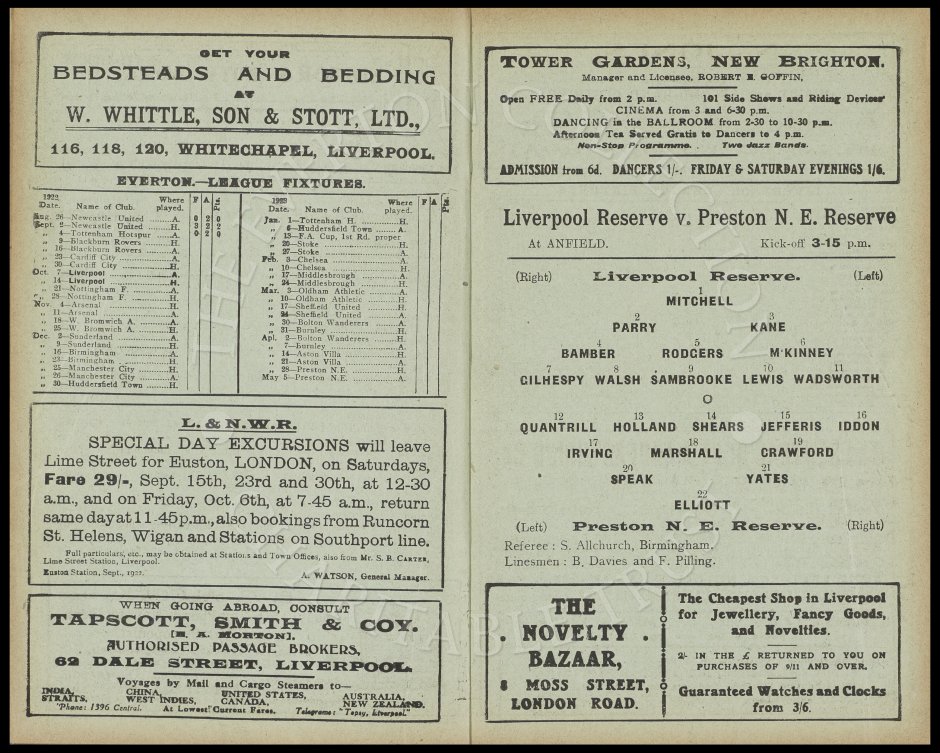 GET YOUR
BEDSTEADS AND BEDDING
AT
W. WHITTLE, SON & STOTT, LTD.,
116, 118, 120, WHITECHAPEL, LIVERPOOL.
EVERTON.—LEAGUE FIXTURES.
1922 Date. Name of Club. Where played. F A. Pts.
Aug. 26—Newcastle United A. 0 2 0
Sept. 2—Newcastle United H. 3 2 2
„ 4—Tottenham Hotspur A. 0 2 0
„ 9—Blackburn Rovers H.
„ 16—Blackburn Rovers A.
„ 23—Cardiff City A.
„ 30—Cardiff City H.
Oct. 7—Liverpool A.
„ 14—Liverpool H.
„ 21—Nottingham F. A.
„ 28—Nottingham F. H.
Nov. 4—Arsenal H.
„ 11—Arsenal A.
„ 18—W. Bromwich A. A.
„ 25—W. Bromwich A. H.
Dec. 2—Sunderland A.
„ 9—Sunderland H.
„ 16—Birmingham A.
„ 23—Birmingham H.
„ 25—Manchester City H.
„ 26—Manchester City A.
„ 30—Huddersfield Town H.
1923 Date. Name of Club. Where played. F A Pts.
Jan. 1—Tottenham H. H.
„ 6—Huddersfield Town A.
„ 13—F.A. Cup, 1st Rd. proper
„ 20—Stoke H.
„ 27—Stoke A.
Feb. 3—Chelsea A.
„ 10—Chelsea H.
„ 17—Middlesbrough A.
„ 24—Middlesbrough H.
Mar. 3—Oldham Athletic A.
„ 10—Oldham Athletic H.
„ 17—Sheffield United H.
„ 24—Sheffield United A.
„ 30—Bolton Wanderers A.
„ 31—Burnley H.
Apl. 2—Bolton Wanderers H.
„ 7—Burnley A.
„ 14—Aston Villa H.
„ 21—Aston Villa A.
„ 28—Preston N.E. H.
May 5—Preston N.E. A.
L. & N.W.R.
SPECIAL DAY EXCURSIONS will leave
Lime Street for Euston, LONDON, on Saturdays,
Fare 29/-, Sept. 15th, 23rd and 30th, at 12-30
a.m., and on Friday, Oct. 6th, at 7-45 a.m., return
same day at 11-45 p.m., also bookings from Runcorn
St. Helens, Wigan and Stations on Southport line.
Full particulars, etc., may be obtained at Stations and Town Offices, also from Mr. S. B. CARTER,
Lime Street Station, Liverpool.
Euston Station, Sept., 1922. A. WATSON, General Manager.
WHEN GOING ABROAD, CONSULT
TAPSCOTT, SMITH & COY.
[E. A. HORTON].
AUTHORISED PASSAGE BROKERS,
62 DALE STREET, LIVERPOOL.
Voyages by Mail and Cargo Steamers to—
INDIA, CHINA, UNITED STATES, AUSTRALIA,
STRAITS, WEST INDIES, CANADA, NEW ZEALAND.
'Phone: 1396 Central. At Lowest Current Fares. Telegrams: "Topsy, Liverpool."
TOWER GARDENS, NEW BRIGHTON.
Manager and Licensee, ROBERT E. GOFFIN,
Open FREE Daily from 2 p.m. 101 Side Shows and Riding Devices
CINEMA from 3 and 6-30 p.m.
DANCING in the BALLROOM from 2-30 to 10-30 p.m.
Afternoon Tea Served Gratis to Dancers to 4 p.m.
Non-Stop Programme. Two Jazz Bands.
ADMISSION from 6d. DANCERS 1/-. FRIDAY & SATURDAY EVENINGS 1/6.
Liverpool Reserve v. Preston N. E. Reserve
At ANFIELD. Kick-off 3-15 p.m.
(Right) Liverpool Reserve. (Left)
1
MITCHELL
2 3
PARRY KANE
4 5 6
BAMBER RODGERS M'KINNEY
7 8 9 10 11
GILHESPY WALSH SAMBROOKE LEWIS WADSWORTH
O
12 13 14 15 16
QUANTRILL HOLLAND SHEARS JEFFERIS IDDON
17 18 19
IRVING MARSHALL CRAWFORD
20 21
SPEAK YATES
22
ELLIOTT
(Left) Preston N. E. Reserve. (Right)
Referee : S. Allchurch, Birmingham.
Linesmen : B. Davies and F. Pilling.
THE
NOVELTY
BAZAAR,
8 MOSS STREET,
LONDON ROAD.
The Cheapest Shop in Liverpool
for Jewellery, Fancy Goods,
and Novelties.
2/- IN THE £ RETURNED TO YOU ON
PURCHASES OF 9/11 AND OVER.
Guaranteed Watches and Clocks
from 3/6.